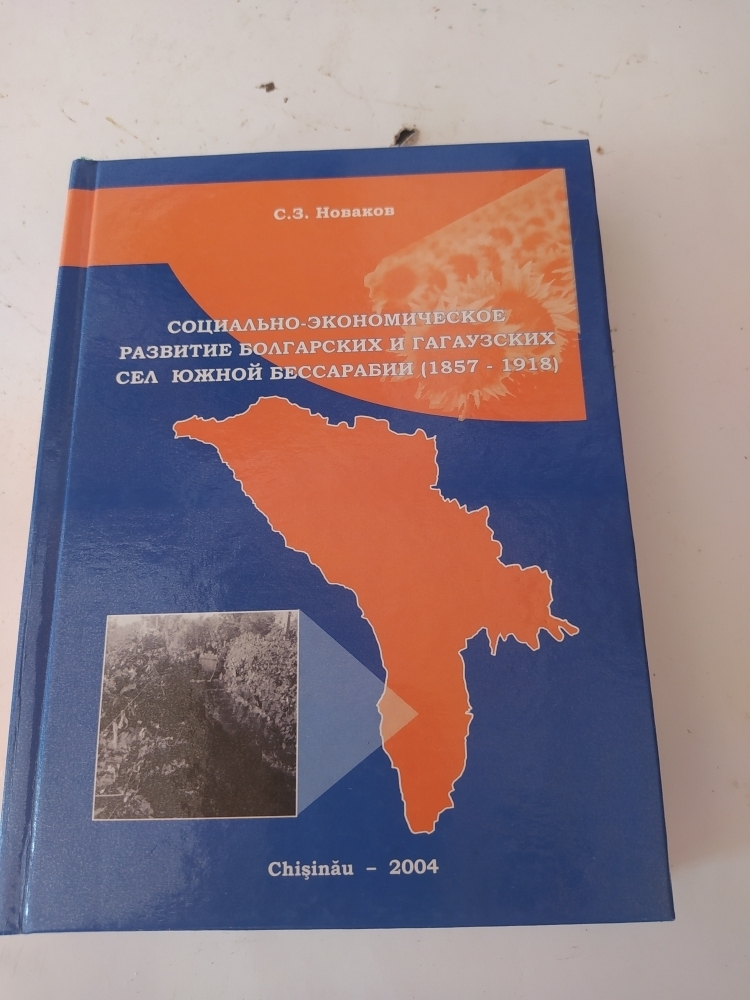 С.З. Новаков
СОЦИАЛЬНО-ЭКОНОМИЧЕСКОЕ
РАЗВИТИЕ БОЛГАРСКИХ И ГАГАУЗСКИХ
СЕЛ ЮЖНОЙ БЕССАРАБИИ (1857 - 1918)
Chişinău - 2004